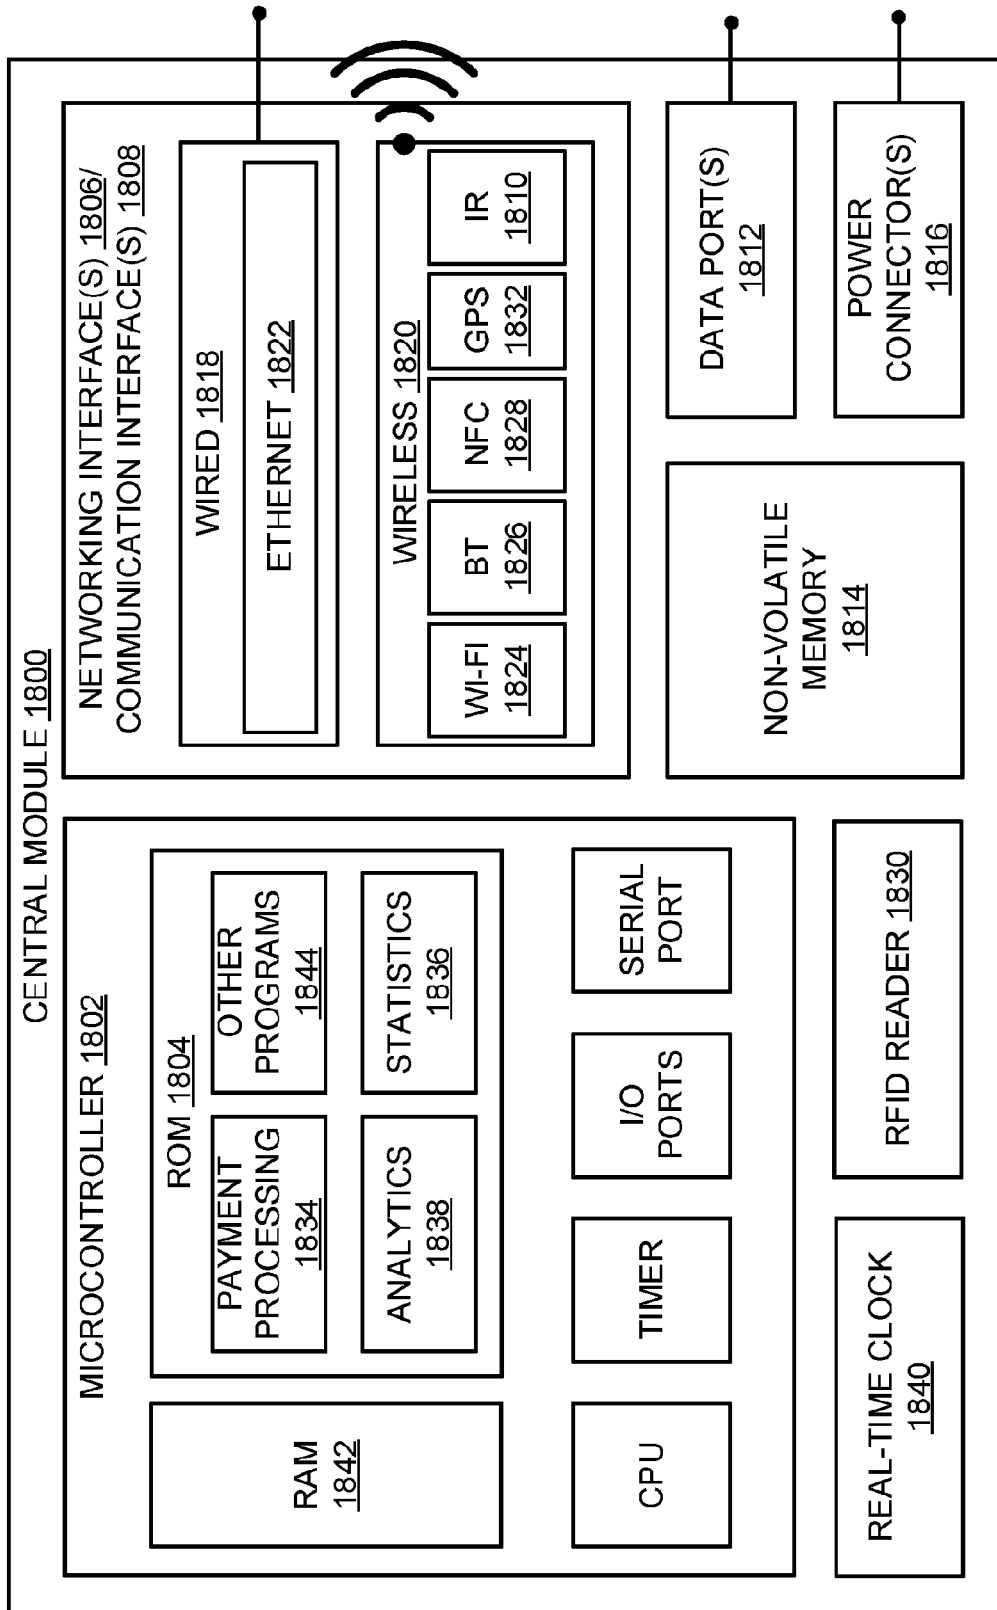 CENTRAL MODULE 1800
MICROCONTROLLER 1802
RAM
1842
ROM 1804
PAYMENT
PROCESSING
1834
OTHER
PROGRAMS
1844
ANALYTICS
1838
STATISTICS
1836
CPU
TIMER
I/O
PORTS
SERIAL
PORT
REAL-TIME CLOCK
1840
RFID READER 1830
NETWORKING INTERFACE(S) 1806/
COMMUNICATION INTERFACE(S) 1808
WIRED 1818
ETHERNET 1822
WIRELESS 1820
WI-FI
1824
BT
1826
NFC
1828
GPS
1832
IR
1810
NON-VOLATILE
MEMORY
1814
DATA PORT(S)
1812
POWER
CONNECTOR(S)
1816